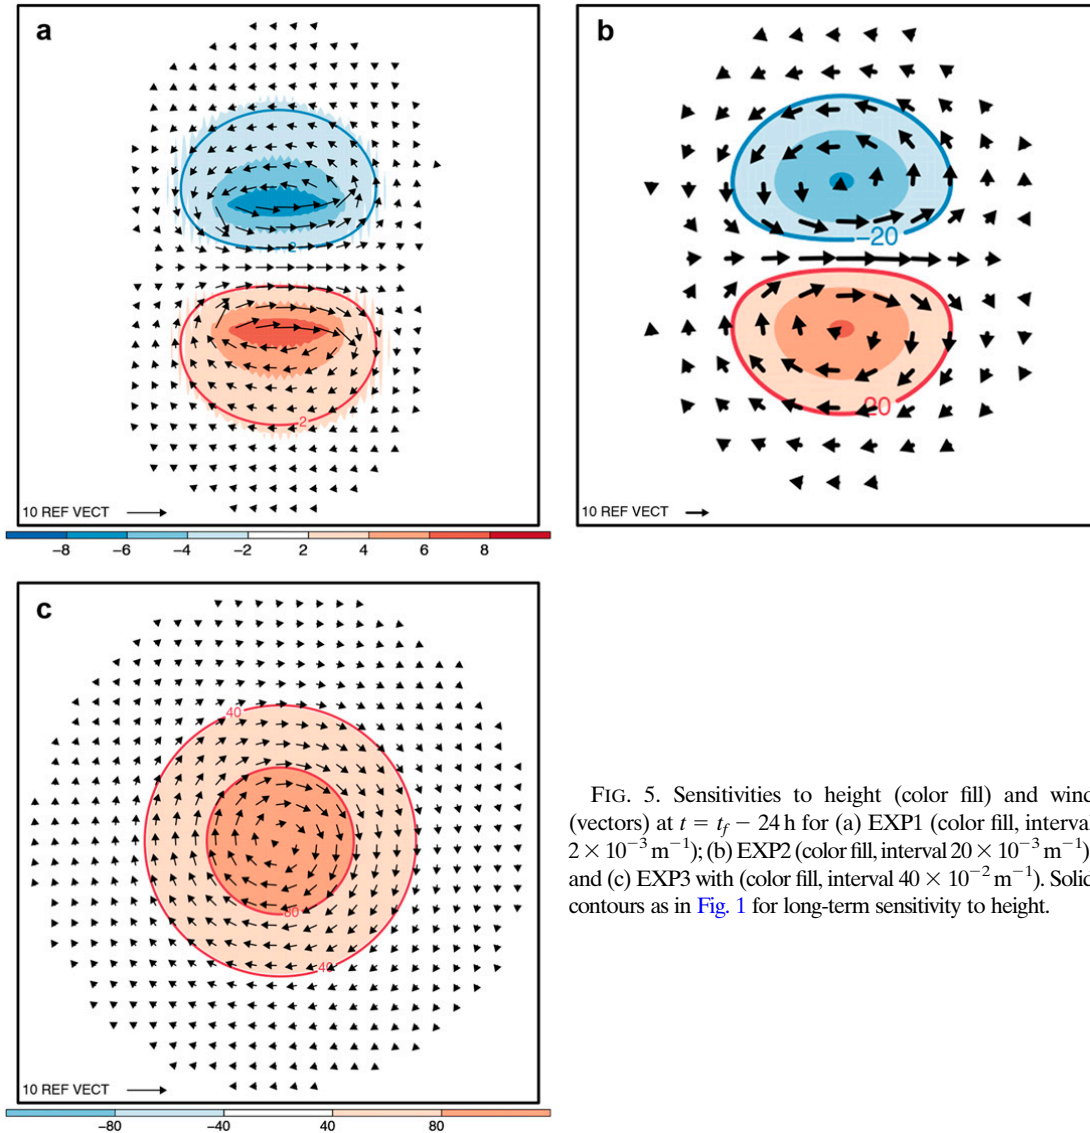 a
2
2
10 REF VECT
−8 −6 −4 −2 2 4 6 8
b
−20
20
10 REF VECT
c
40
80
40
10 REF VECT
−80 −40 40 80
FIG. 5. Sensitivities to height (color fill) and wind
(vectors) at t = t_f − 24 h for (a) EXP1 (color fill, interval
2 × 10⁻³ m⁻¹); (b) EXP2 (color fill, interval 20 × 10⁻³ m⁻¹)
and (c) EXP3 with (color fill, interval 40 × 10⁻² m⁻¹). Solid
contours as in Fig. 1 for long-term sensitivity to height.